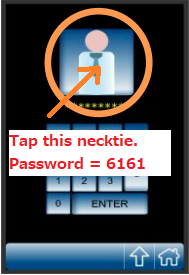 ********
Tap this necktie.
Password = 6161
1 2 3
0 ENTER